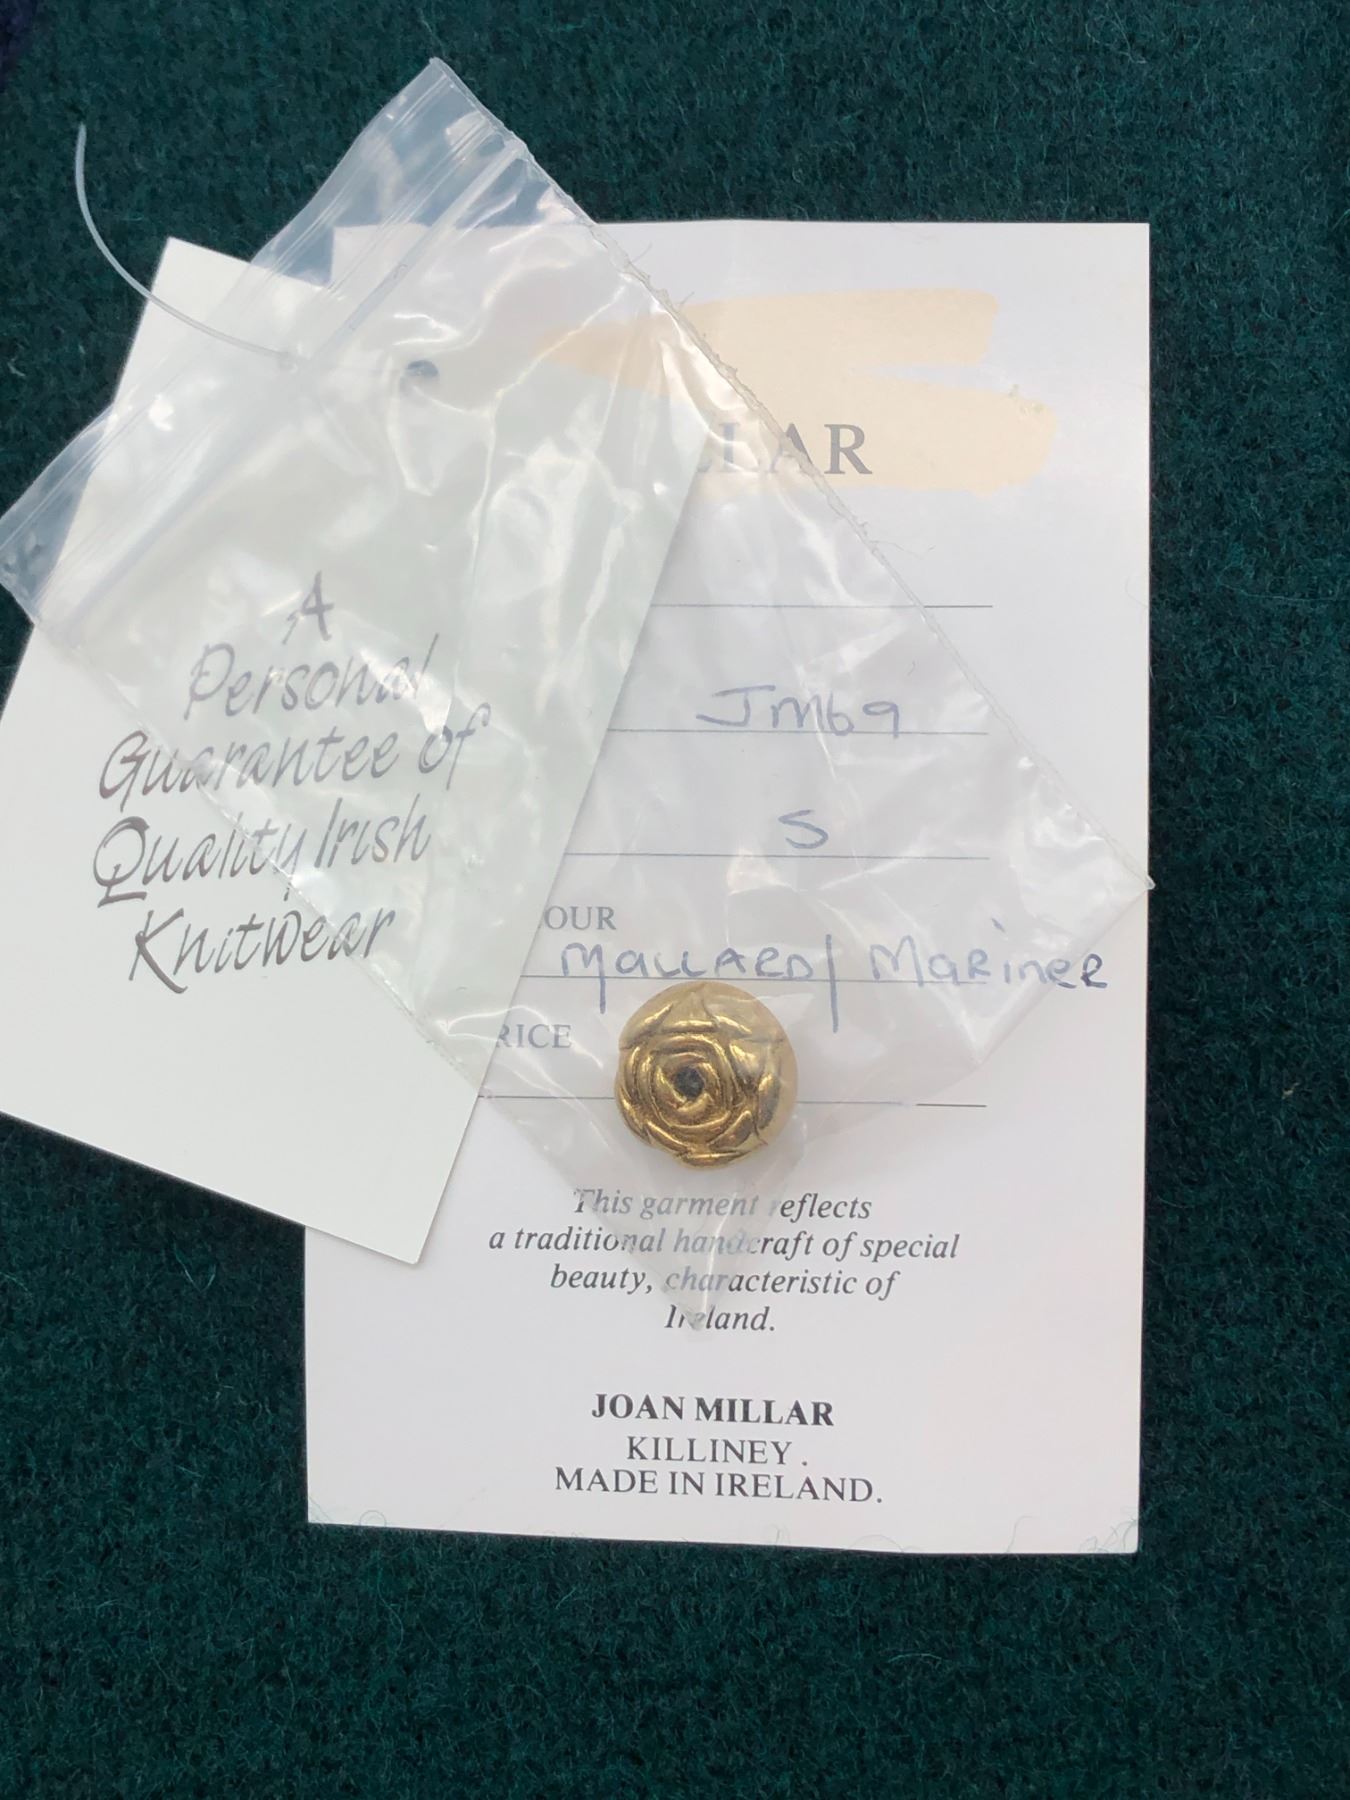 A
Personal
Guarantee of
Quality Irish
Knitwear
LLAR
JM69
S
OUR
Mallard/Mariner
RICE
This garment reflects
a traditional handcraft of special
beauty, characteristic of
Ireland.
JOAN MILLAR
KILLINEY .
MADE IN IRELAND.